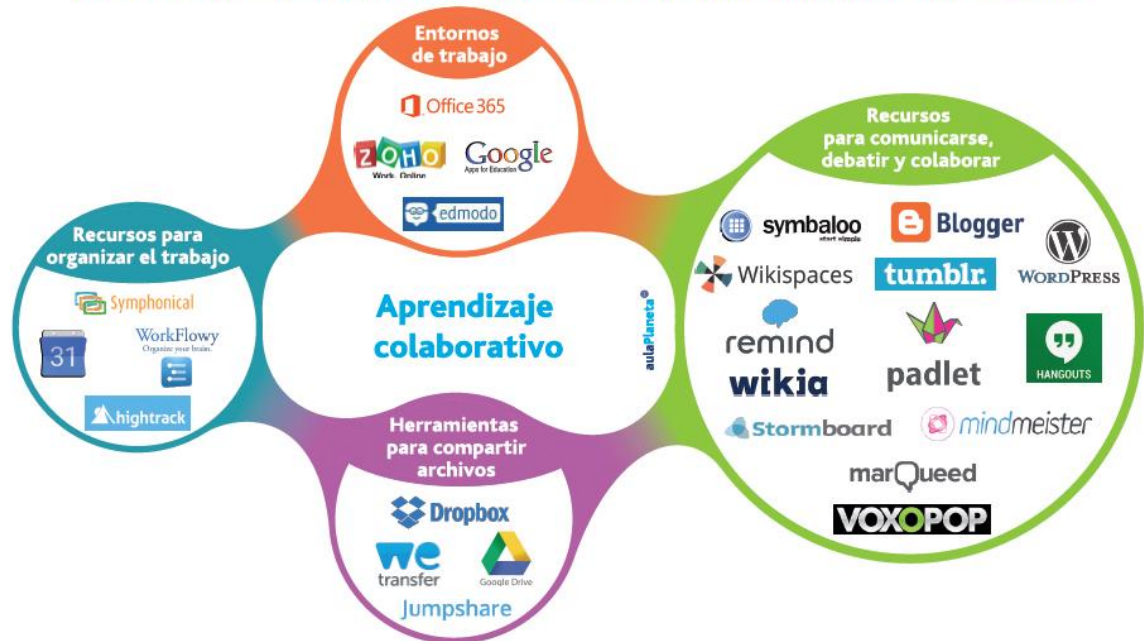 Entornos
de trabajo
Office 365
ZOHO
Work. Online
Google
Apps for Education
edmodo
Recursos para
organizar el trabajo
Symphonical
31
WorkFlowy
Organize your brain.
hightrack
Aprendizaje
colaborativo
aulaPlaneta
Herramientas
para compartir
archivos
Dropbox
we
transfer
Google Drive
Jumpshare
Recursos
para comunicarse,
debatir y colaborar
symbaloo
start simple
Blogger
WORDPRESS
Wikispaces
tumblr.
remind
padlet
HANGOUTS
wikia
Stormboard
mindmeister
marQueed
VOXOPOP